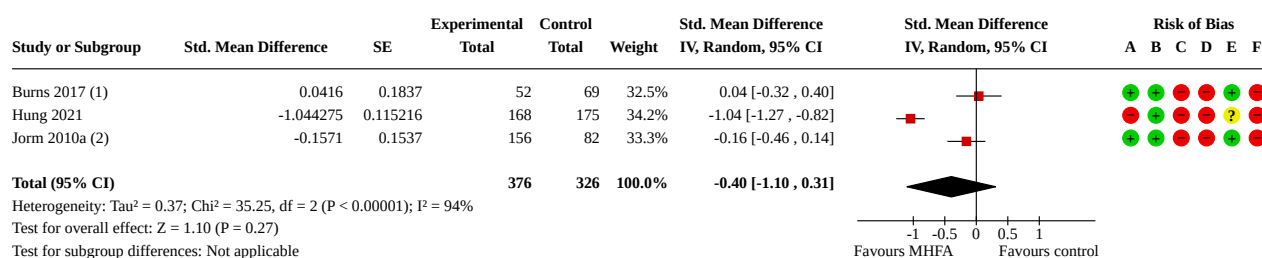 Experimental Control Std. Mean Difference Std. Mean Difference Risk of Bias
Study or Subgroup Std. Mean Difference SE Total Total Weight IV, Random, 95% CI IV, Random, 95% CI A B C D E F
Burns 2017 (1) 0.0416 0.1837 52 69 32.5% 0.04 [-0.32 , 0.40] + + − − + −
Hung 2021 -1.044275 0.115216 168 175 34.2% -1.04 [-1.27 , -0.82] − + − − ? −
Jorm 2010a (2) -0.1571 0.1537 156 82 33.3% -0.16 [-0.46 , 0.14] + + − − + −
Total (95% CI) 376 326 100.0% -0.40 [-1.10 , 0.31]
Heterogeneity: Tau² = 0.37; Chi² = 35.25, df = 2 (P < 0.00001); I² = 94%
Test for overall effect: Z = 1.10 (P = 0.27) -1 -0.5 0 0.5 1
Test for subgroup differences: Not applicable Favours MHFA Favours control